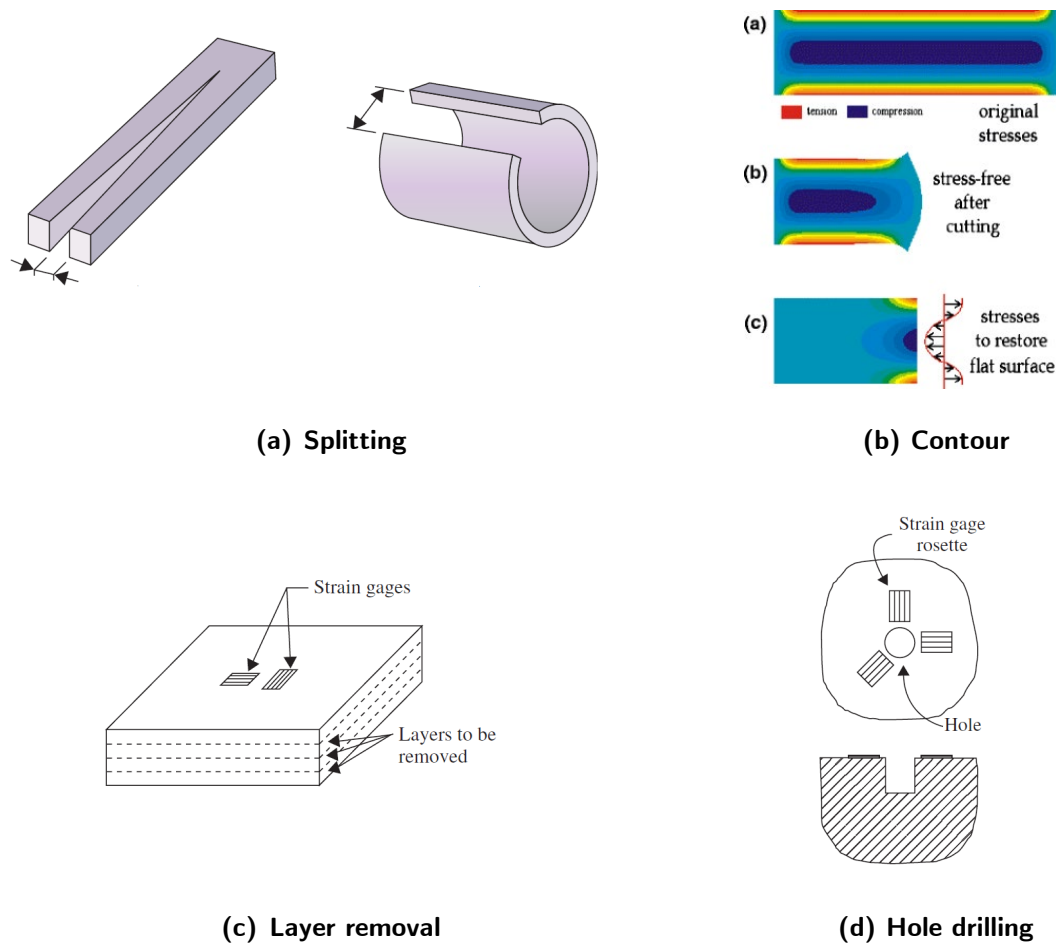 (a)
tension
compression
original
stresses
(b)
stress-free
after
cutting
(c)
stresses
to restore
flat surface
(a) Splitting
(b) Contour
Strain gages
Layers to be
removed
Strain gage
rosette
Hole
(c) Layer removal
(d) Hole drilling